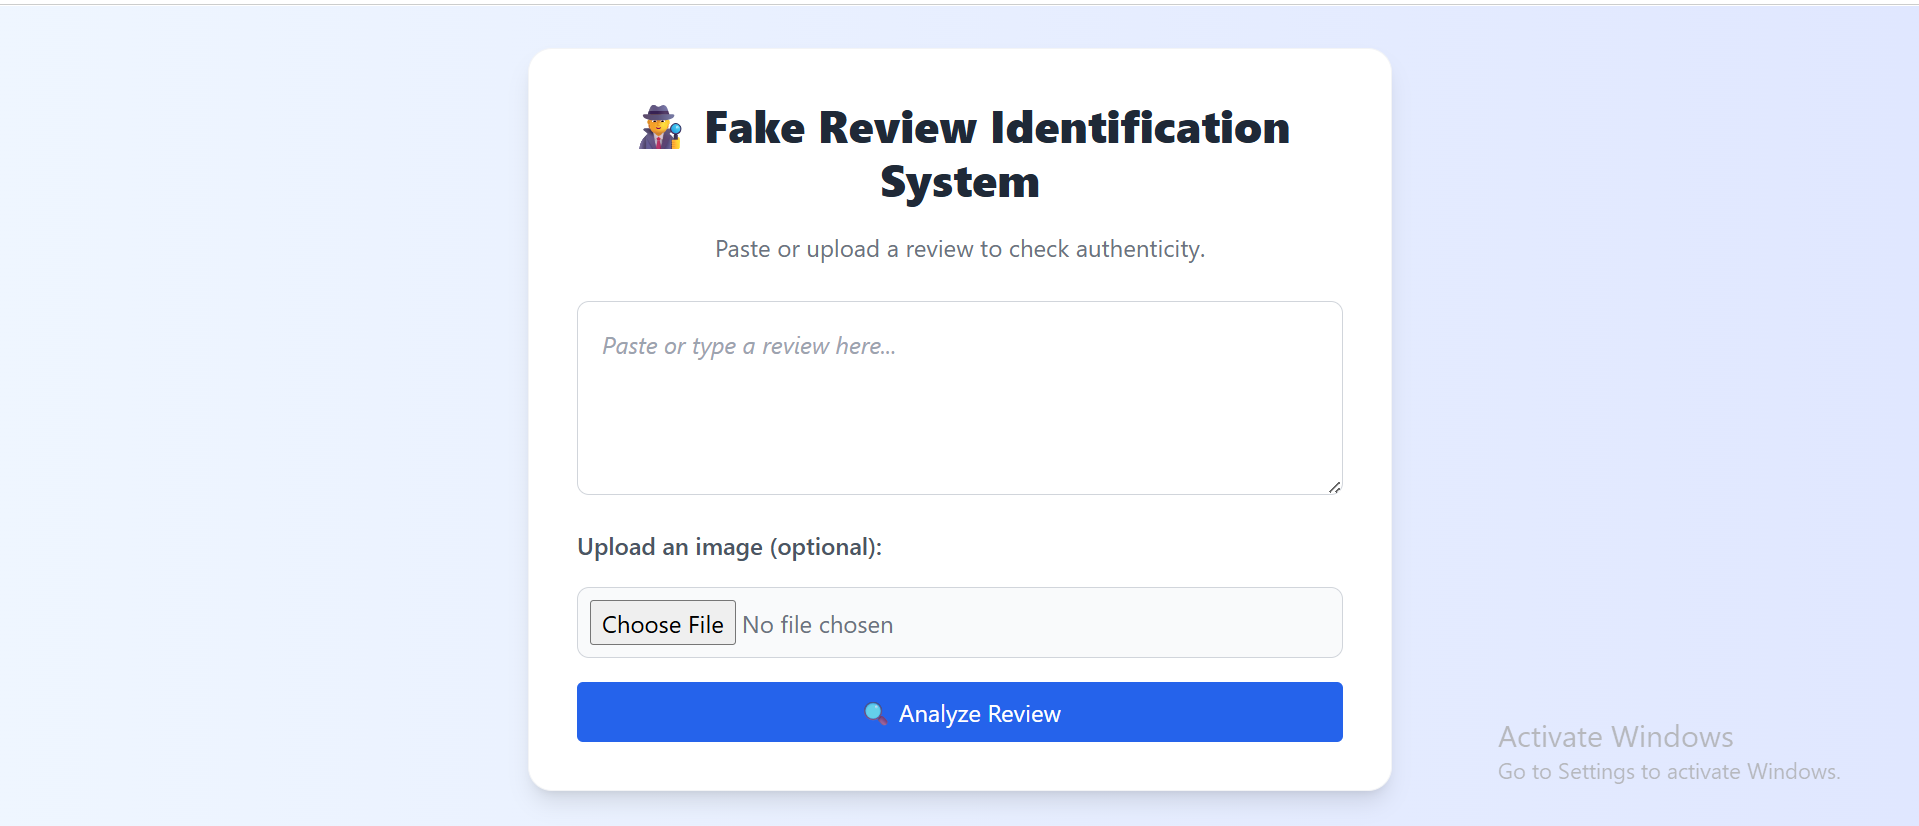 Fake Review Identification
System
Paste or upload a review to check authenticity.
Paste or type a review here...
Upload an image (optional):
Choose File No file chosen
Analyze Review
Activate Windows
Go to Settings to activate Windows.